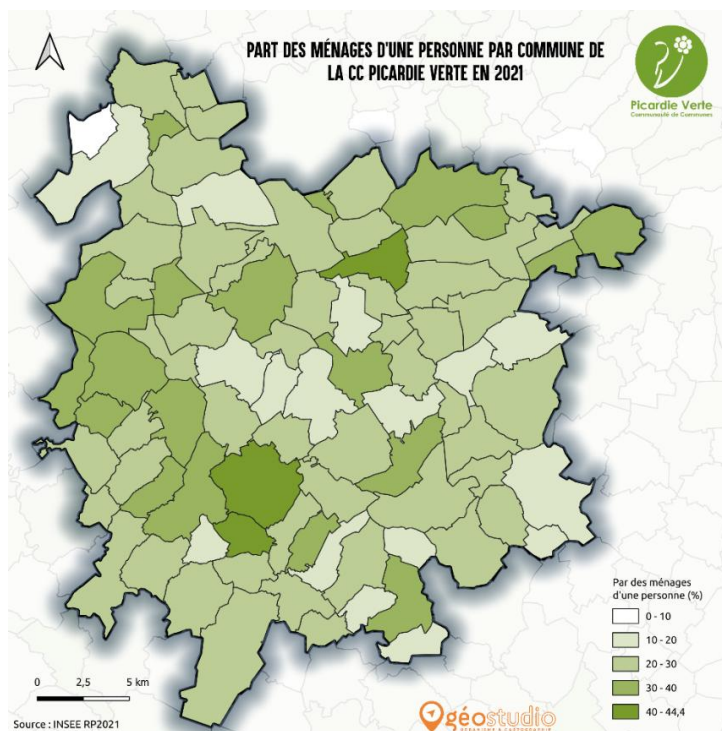 PART DES MÉNAGES D'UNE PERSONNE PAR COMMUNE DE
LA CC PICARDIE VERTE EN 2021
Picardie Verte
Communauté de Communes
Par des ménages
d'une personne (%)
0 - 10
10 - 20
20 - 30
30 - 40
40 - 44,4
0 2,5 5 km
Source : INSEE RP2021
géostudio
URBANISME & CARTOGRAPHIE